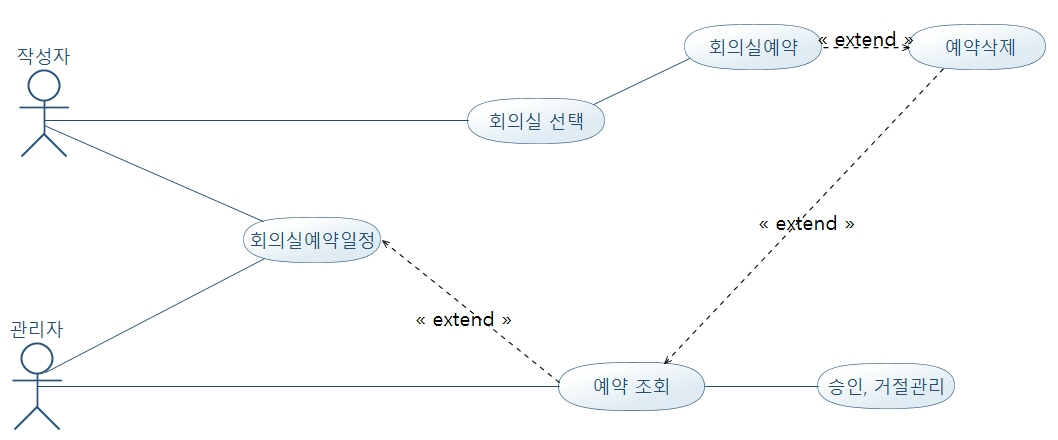 작성자
회의실예약
« extend »
예약삭제
회의실 선택
« extend »
회의실예약일정
« extend »
관리자
예약 조회
승인, 거절관리